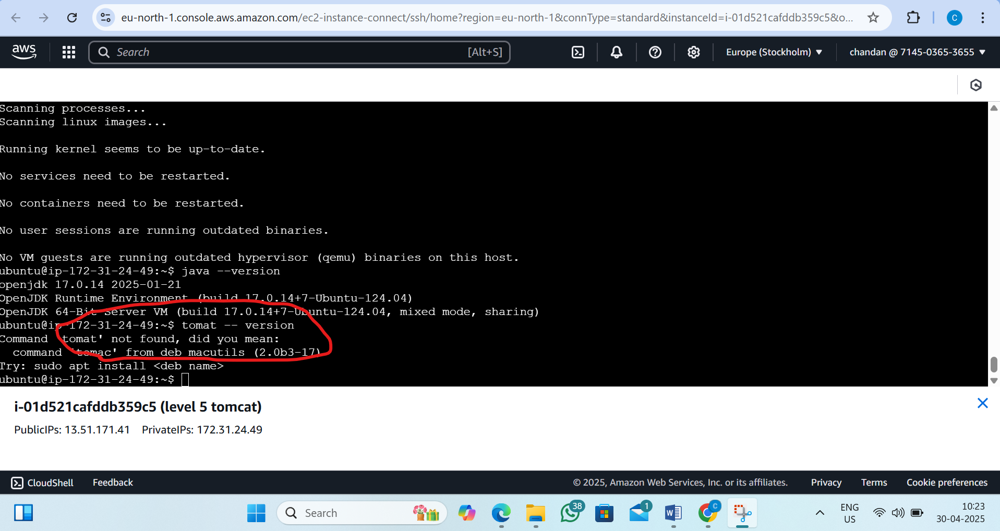 eu-north-1.console.aws.amazon.com/ec2-instance-connect/ssh/home?region=eu-north-1&connType=standard&instanceId=i-01d521cafddb359c5&o...
C
aws
Search
[Alt+S]
Europe (Stockholm)
chandan @ 7145-0365-3655
Scanning processes...
Scanning linux images...
Running kernel seems to be up-to-date.
No services need to be restarted.
No containers need to be restarted.
No user sessions are running outdated binaries.
No VM guests are running outdated hypervisor (qemu) binaries on this host.
ubuntu@ip-172-31-24-49:~$ java --version
openjdk 17.0.14 2025-01-21
OpenJDK Runtime Environment (build 17.0.14+7-Ubuntu-124.04)
OpenJDK 64-Bit Server VM (build 17.0.14+7-Ubuntu-124.04, mixed mode, sharing)
ubuntu@ip-172-31-24-49:~$ tomat -- version
Command 'tomat' not found, did you mean:
command 'tomac' from deb macutils (2.0b3-17)
Try: sudo apt install <deb name>
ubuntu@ip-172-31-24-49:~$
i-01d521cafddb359c5 (level 5 tomcat)
PublicIPs: 13.51.171.41 PrivateIPs: 172.31.24.49
CloudShell
Feedback
© 2025, Amazon Web Services, Inc. or its affiliates.
Privacy
Terms
Cookie preferences
Search
38
1
W
C
ENG
US
10:23
30-04-2025